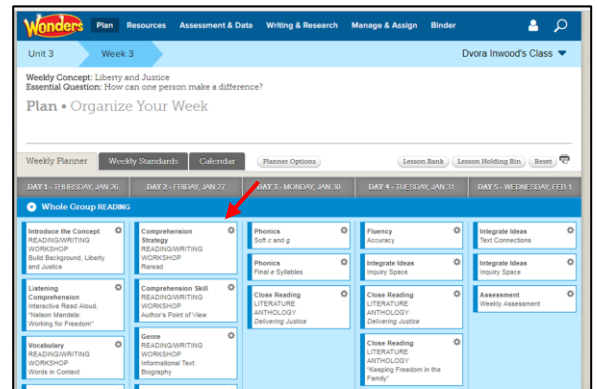 Wonders Plan Resources Assessment & Data Writing & Research Manage & Assign Binder
Unit 3 Week 3 Dvora Inwood's Class
Weekly Concept: Liberty and Justice
Essential Question: How can one person make a difference?
Plan • Organize Your Week
Weekly Planner Weekly Standards Calendar Planner Options Lesson Bank Lesson Holding Bin Reset
DAY 1 - THURSDAY, JAN 26 DAY 2 - FRIDAY, JAN 27 DAY 3 - MONDAY, JAN 30 DAY 4 - TUESDAY, JAN 31 DAY 5 - WEDNESDAY, FEB 1
Whole Group READING
Introduce the Concept
READING/WRITING
WORKSHOP
Build Background, Liberty
and Justice
Listening
Comprehension
Interactive Read Aloud,
"Nelson Mandela:
Working for Freedom"
Vocabulary
READING/WRITING
WORKSHOP
Words in Context
Comprehension
Strategy
READING/WRITING
WORKSHOP
Reread
Comprehension Skill
READING/WRITING
WORKSHOP
Author's Point of View
Genre
READING/WRITING
WORKSHOP
Informational Text:
Biography
Phonics
Soft c and g
Phonics
Final e Syllables
Close Reading
LITERATURE
ANTHOLOGY
Delivering Justice
Fluency
Accuracy
Integrate Ideas
Inquiry Space
Close Reading
LITERATURE
ANTHOLOGY
Delivering Justice
Close Reading
LITERATURE
ANTHOLOGY
"Keeping Freedom in the
Family"
Integrate Ideas
Text Connections
Integrate Ideas
Inquiry Space
Assessment
Weekly Assessment